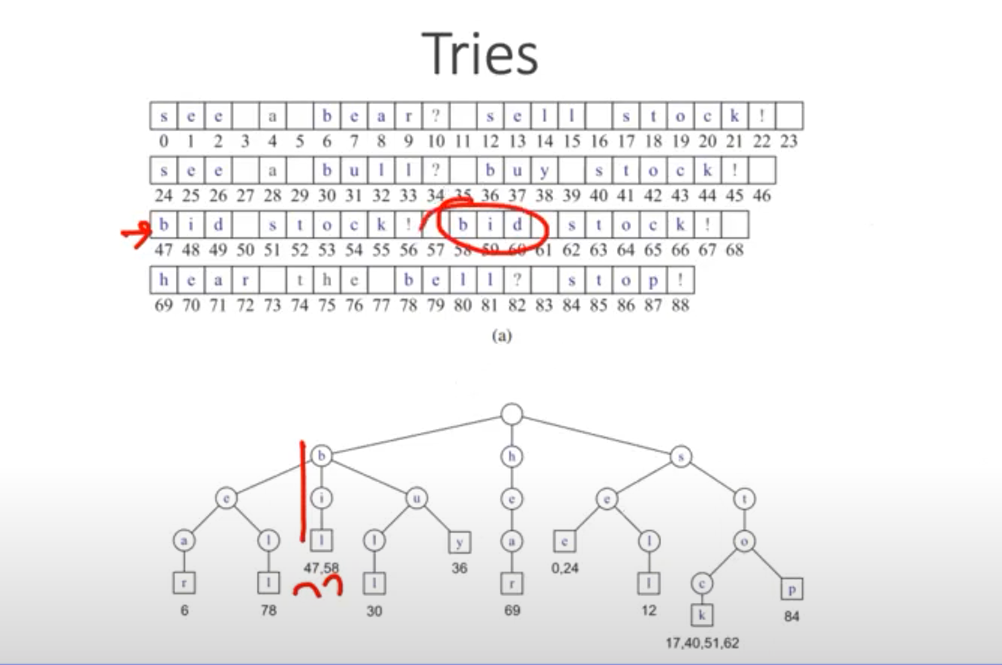 Tries
s e e a b e a r ? s e l l s t o c k !
0 1 2 3 4 5 6 7 8 9 10 11 12 13 14 15 16 17 18 19 20 21 22 23
s e e a b u l l ? b u y s t o c k !
24 25 26 27 28 29 30 31 32 33 34 35 36 37 38 39 40 41 42 43 44 45 46
b i d s t o c k ! b i d s t o c k !
47 48 49 50 51 52 53 54 55 56 57 58 59 60 61 62 63 64 65 66 67 68
h e a r t h e b e l l ? s t o p !
69 70 71 72 73 74 75 76 77 78 79 80 81 82 83 84 85 86 87 88
(a)
b h s
e i u e e t
a l l l y a e l o
47,58 36 0,24
r l l r l c p
6 78 30 69 12 k 84
17,40,51,62